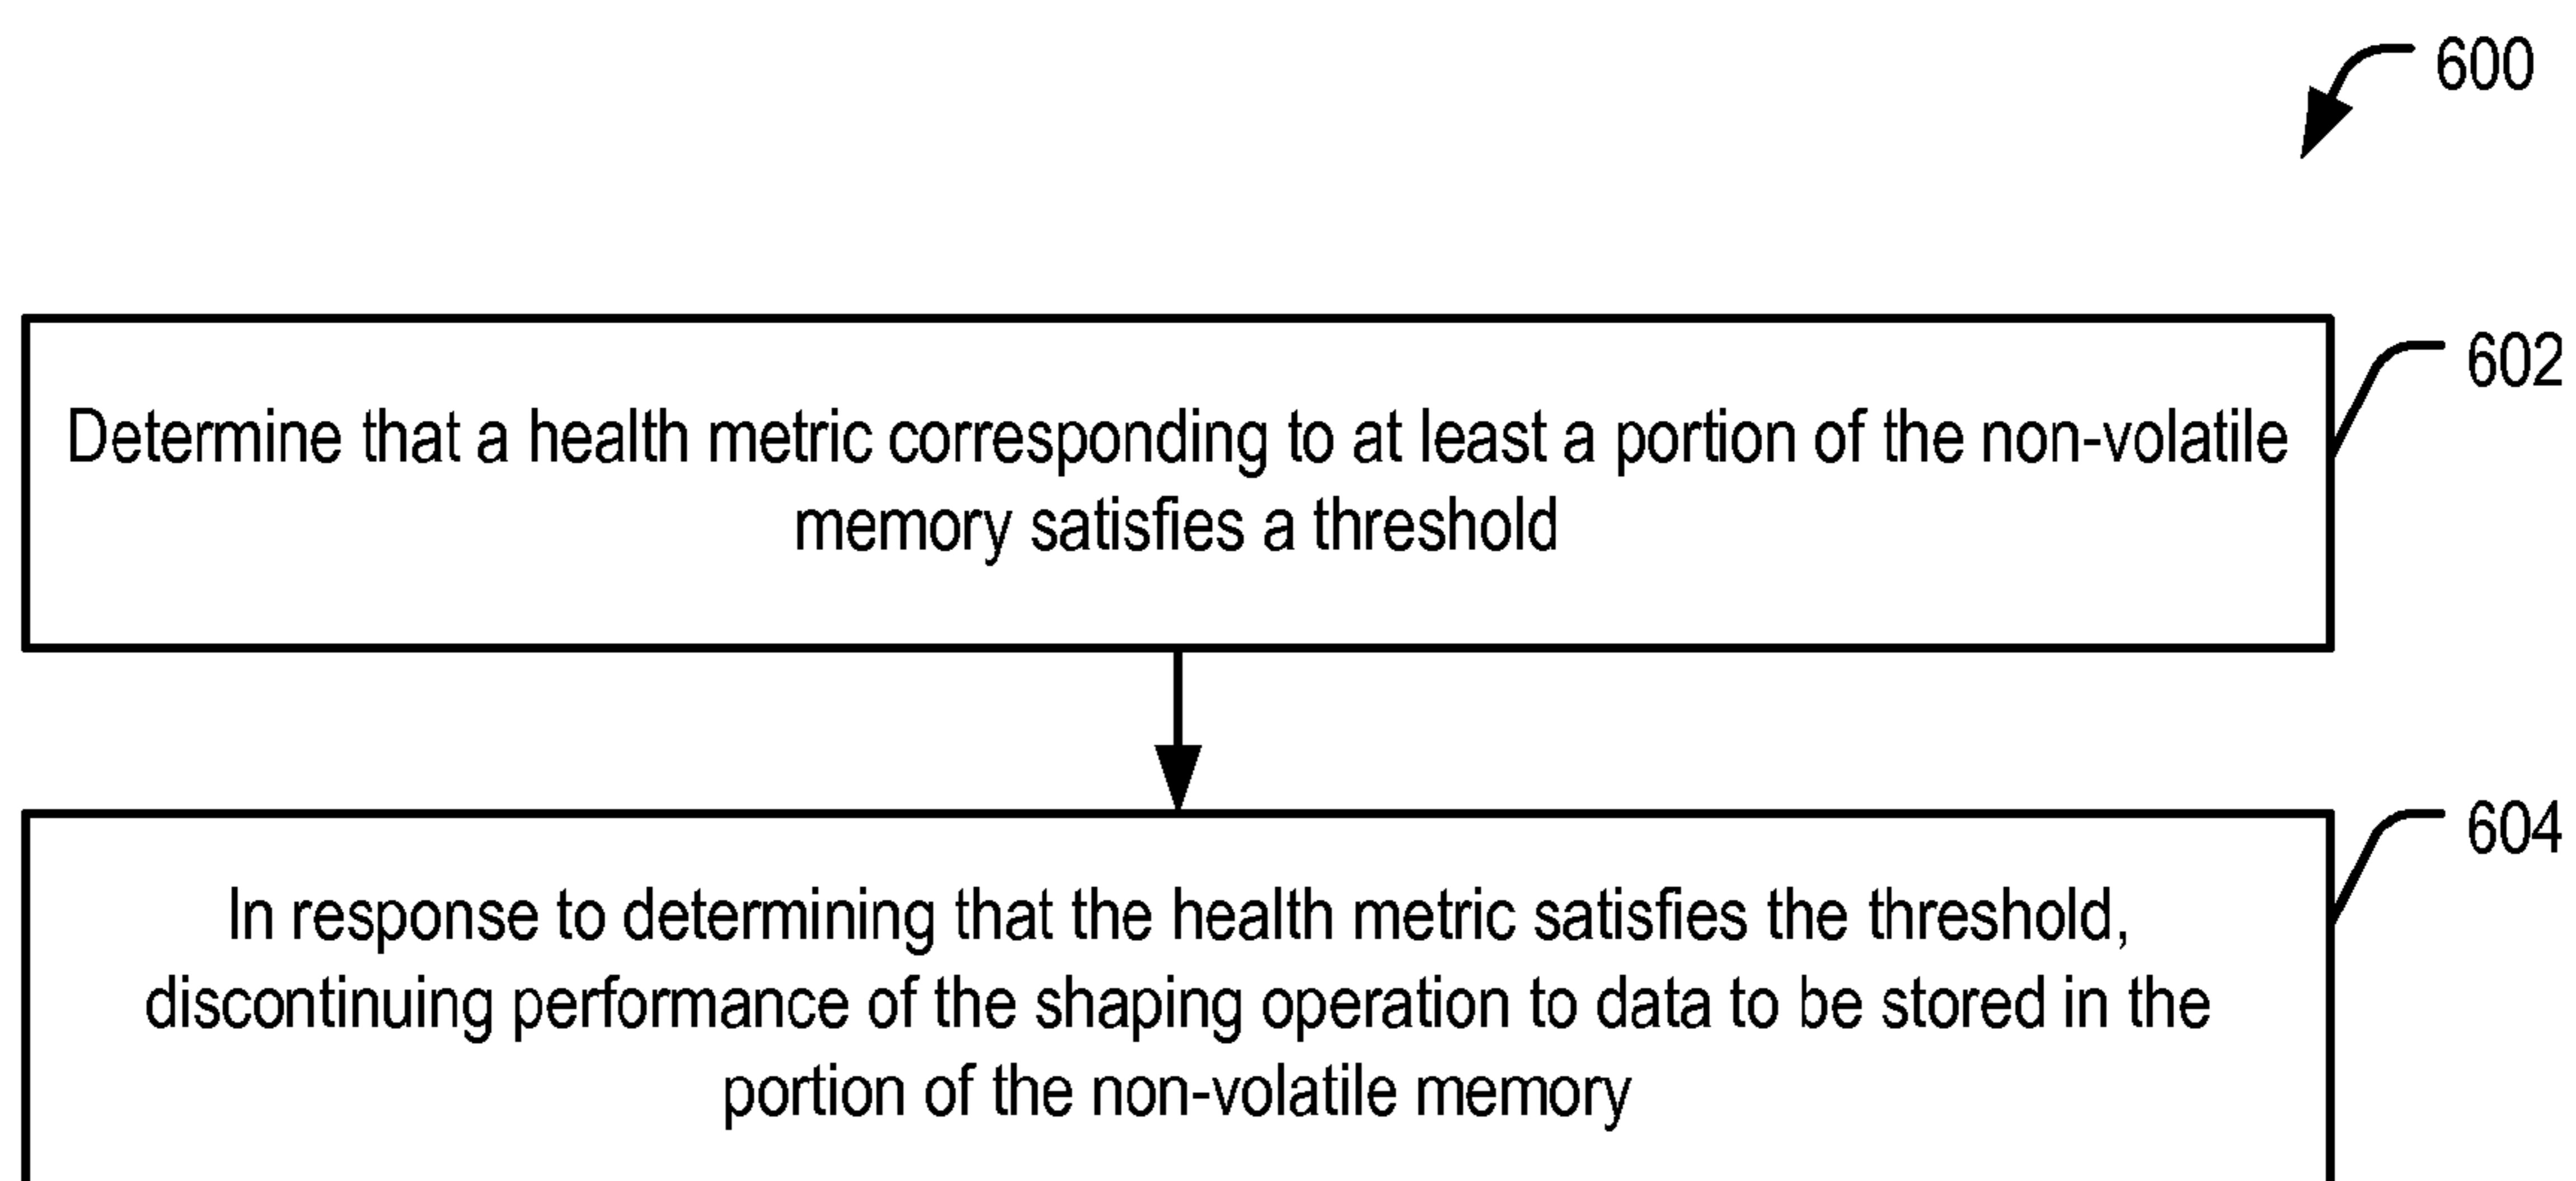 600
602
Determine that a health metric corresponding to at least a portion of the non-volatile
memory satisfies a threshold
604
In response to determining that the health metric satisfies the threshold,
discontinuing performance of the shaping operation to data to be stored in the
portion of the non-volatile memory